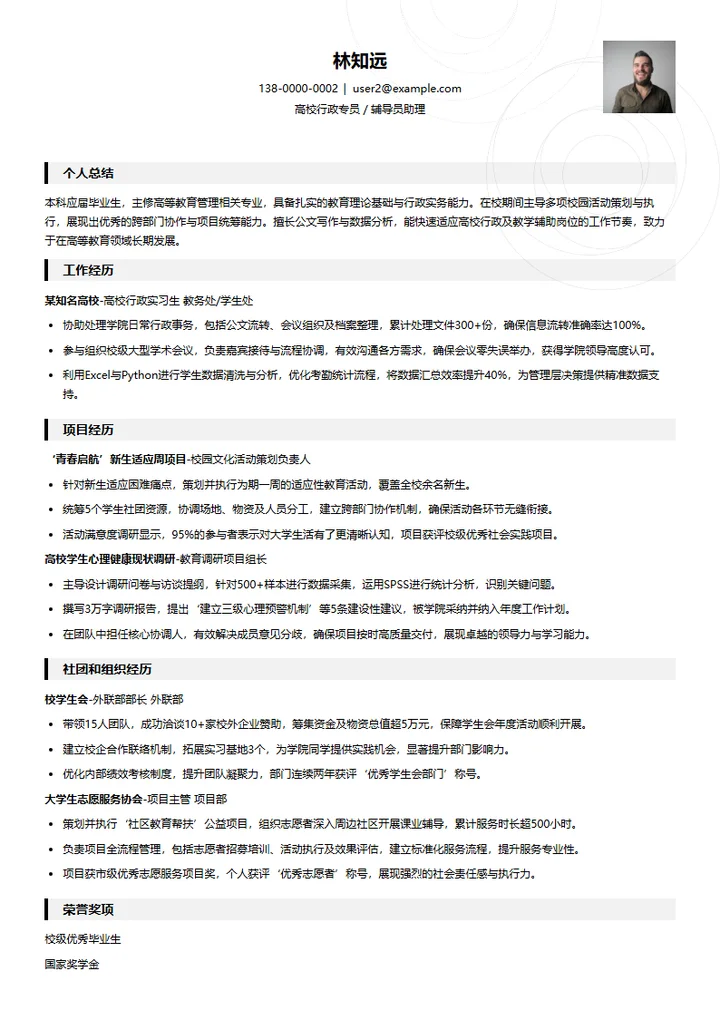 林知远
138-0000-0002 | user2@example.com
高校行政专员 / 辅导员助理
个人总结
本科应届毕业生，主修高等教育管理相关专业，具备扎实的教育理论基础与行政实务能力。在校期间主导多项校园活动策划与执
行，展现出优秀的跨部门协作与项目统筹能力。擅长公文写作与数据分析，能快速适应高校行政及教学辅助岗位的工作节奏，致力
于在高等教育领域长期发展。
工作经历
某知名高校-高校行政实习生 教务处/学生处
• 协助处理学院日常行政事务，包括公文流转、会议组织及档案整理，累计处理文件300+份，确保信息流转准确率达100%。
• 参与组织校级大型学术会议，负责嘉宾接待与流程协调，有效沟通各方需求，确保会议零失误举办，获得学院领导高度认可。
• 利用Excel与Python进行学生数据清洗与分析，优化考勤统计流程，将数据汇总效率提升40%，为管理层决策提供精准数据支
持。
项目经历
‘青春启航’新生适应周项目-校园文化活动策划负责人
• 针对新生适应困难痛点，策划并执行为期一周的适应性教育活动，覆盖全校余名新生。
• 统筹5个学生社团资源，协调场地、物资及人员分工，建立跨部门协作机制，确保活动各环节无缝衔接。
• 活动满意度调研显示，95%的参与者表示对大学生活有了更清晰认知，项目获评校级优秀社会实践项目。
高校学生心理健康现状调研-教育调研项目组长
• 主导设计调研问卷与访谈提纲，针对500+样本进行数据采集，运用SPSS进行统计分析，识别关键问题。
• 撰写3万字调研报告，提出‘建立三级心理预警机制’等5条建设性建议，被学院采纳并纳入年度工作计划。
• 在团队中担任核心协调人，有效解决成员意见分歧，确保项目按时高质量交付，展现卓越的领导力与学习能力。
社团和组织经历
校学生会-外联部部长 外联部
• 带领15人团队，成功洽谈10+家校外企业赞助，筹集资金及物资总值超5万元，保障学生会年度活动顺利开展。
• 建立校企合作联络机制，拓展实习基地3个，为学院同学提供实践机会，显著提升部门影响力。
• 优化内部绩效考核制度，提升团队凝聚力，部门连续两年获评‘优秀学生会部门’称号。
大学生志愿服务协会-项目主管 项目部
• 策划并执行‘社区教育帮扶’公益项目，组织志愿者深入周边社区开展课业辅导，累计服务时长超500小时。
• 负责项目全流程管理，包括志愿者招募培训、活动执行及效果评估，建立标准化服务流程，提升服务专业性。
• 项目获市级优秀志愿服务项目奖，个人获评‘优秀志愿者’称号，展现强烈的社会责任感与执行力。
荣誉奖项
校级优秀毕业生
国家奖学金